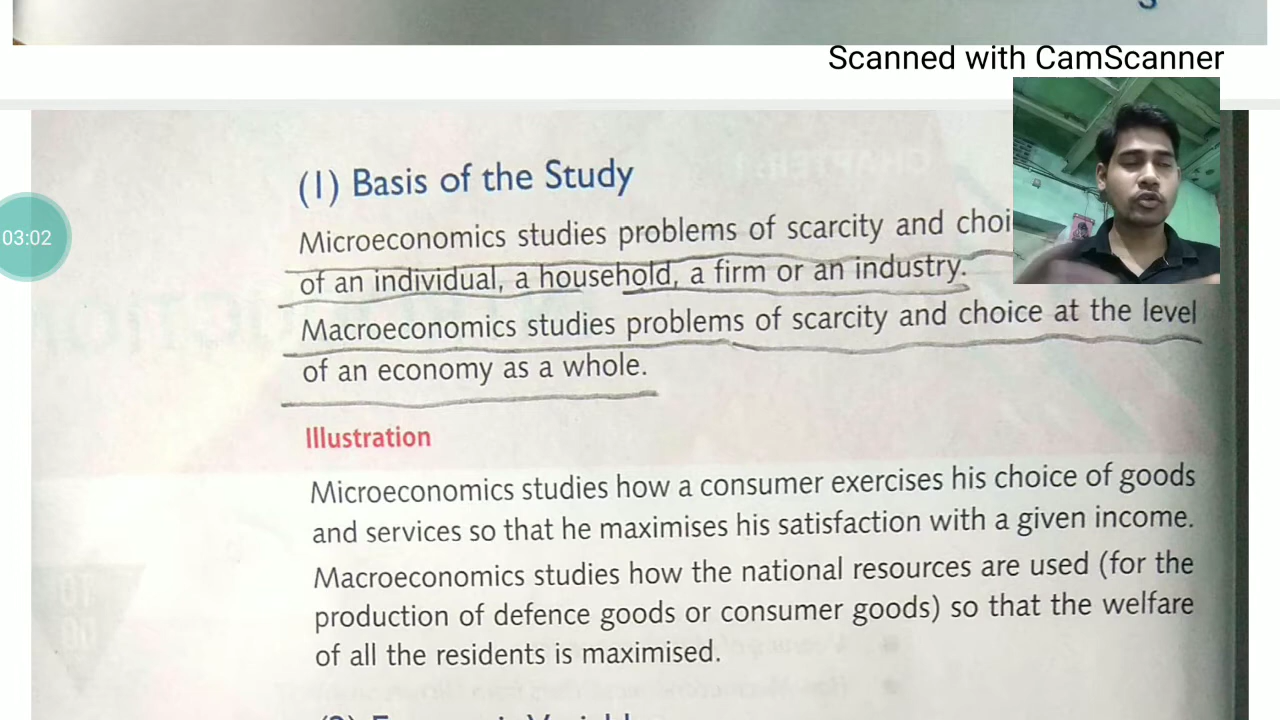 Scanned with CamScanner
03:02
(1) Basis of the Study
Microeconomics studies problems of scarcity and
of an individual, a household, a firm or an industry.
Macroeconomics studies problems of scarcity and choice at the level
of an economy as a whole.
Illustration
Microeconomics studies how a consumer exercises his choice of goods
and services so that he maximises his satisfaction with a given income.
Macroeconomics studies how the national resources are used (for the
production of defence goods or consumer goods) so that the welfare
of all the residents is maximised.